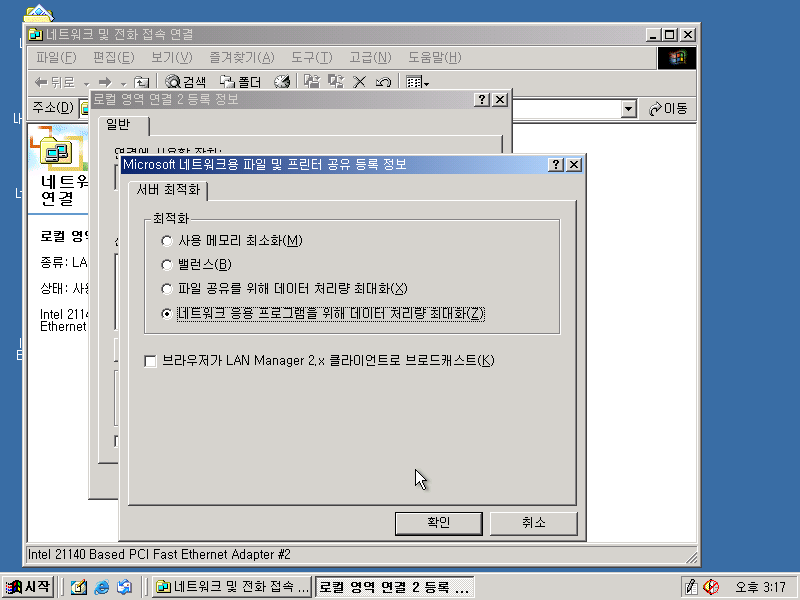 네트워크 및 전화 접속 연결
파일(F) 편집(E) 보기(V) 즐겨찾기(A) 도구(T) 고급(N) 도움말(H)
뒤로 검색 폴더
주소(D) 이동
로컬 영역 연결 2 등록 정보
일반
연결에 사용할 장치:
Microsoft 네트워크용 파일 및 프린터 공유 등록 정보
서버 최적화
최적화
사용 메모리 최소화(M)
밸런스(B)
파일 공유를 위해 데이터 처리량 최대화(X)
네트워크 응용 프로그램을 위해 데이터 처리량 최대화(Z)
브라우저가 LAN Manager 2.x 클라이언트로 브로드캐스트(K)
확인 취소
네트워
연결
로컬 영역
종류: LA
상태: 사용
Intel 2114
Ethernet
Intel 21140 Based PCI Fast Ethernet Adapter #2
시작 네트워크 및 전화 접속 ... 로컬 영역 연결 2 등록 ... 오후 3:17